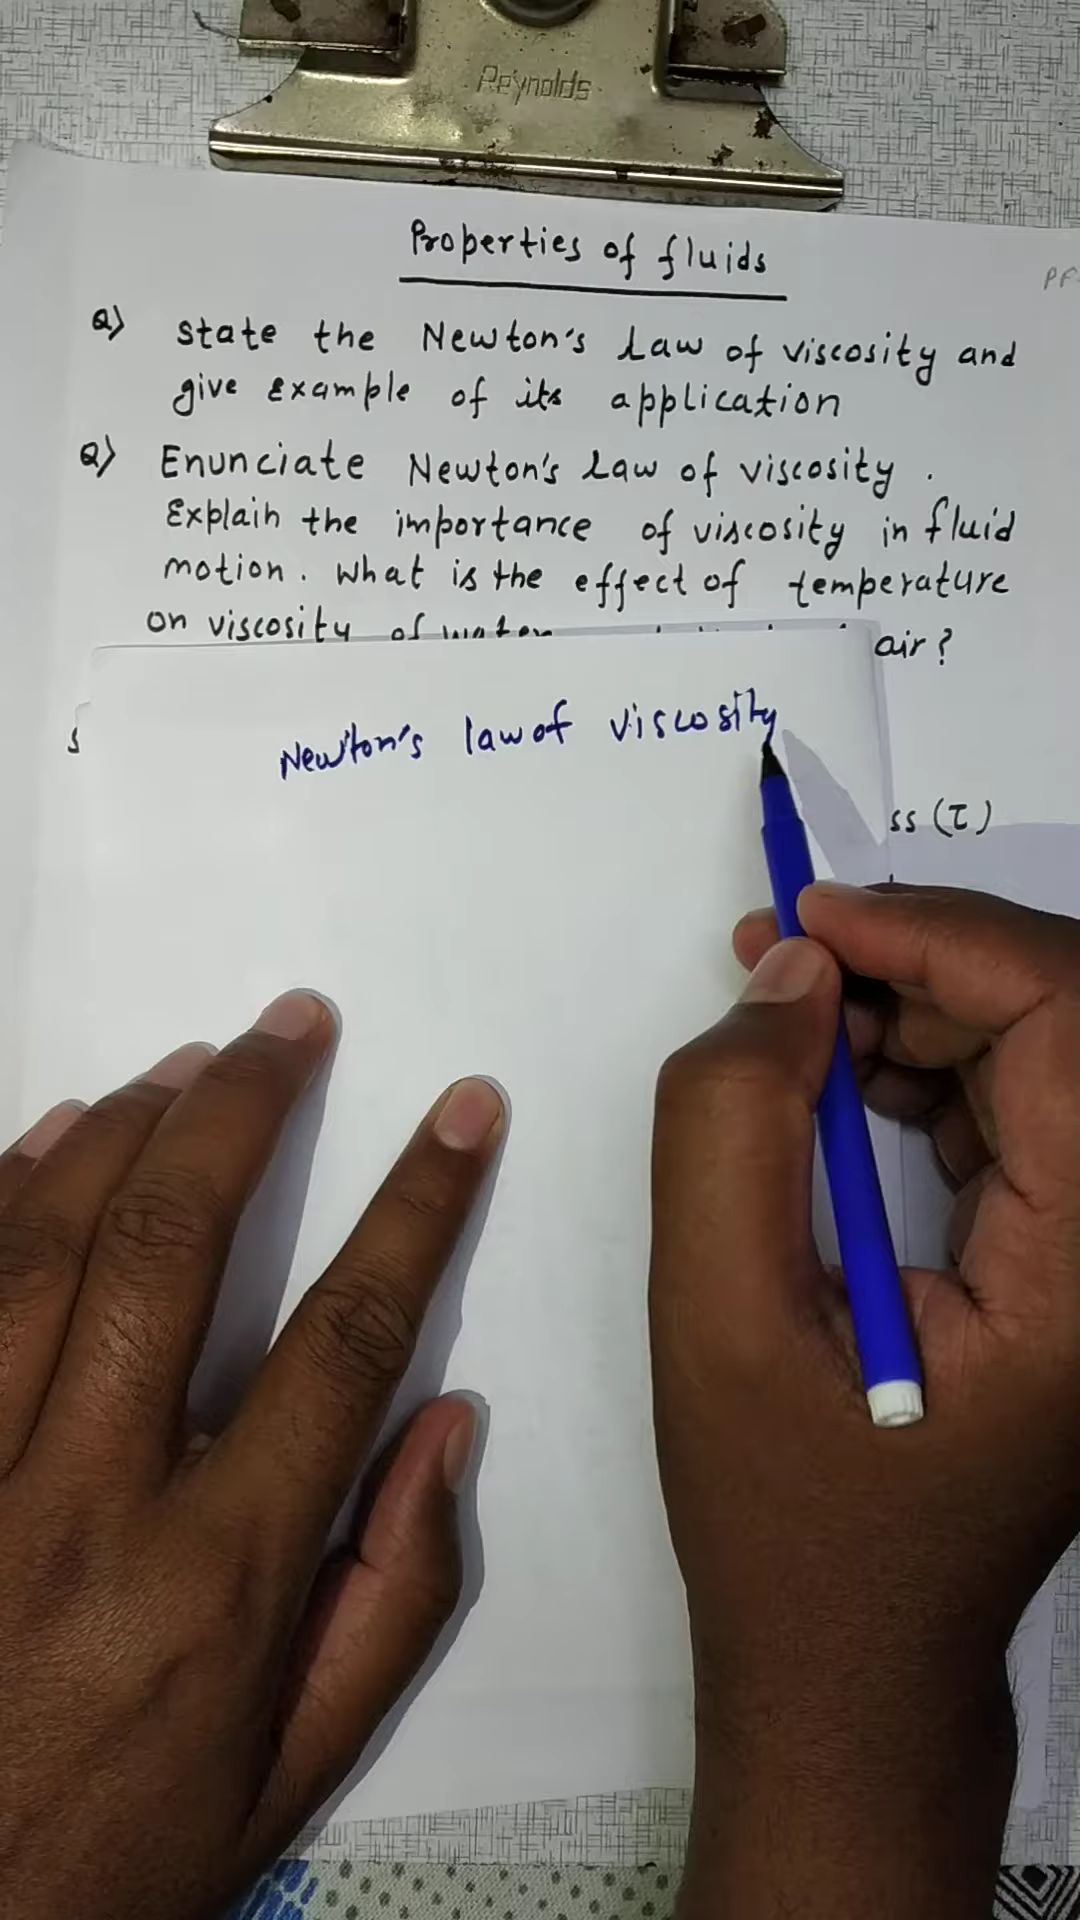 Reynolds
Properties of fluids
PF
Q) State the Newton's Law of viscosity and
give example of its application
Q) Enunciate Newton's Law of viscosity.
Explain the importance of viscosity in fluid
motion. What is the effect of temperature
on viscosity of water air?
Newton's law of viscosity
ss (τ)